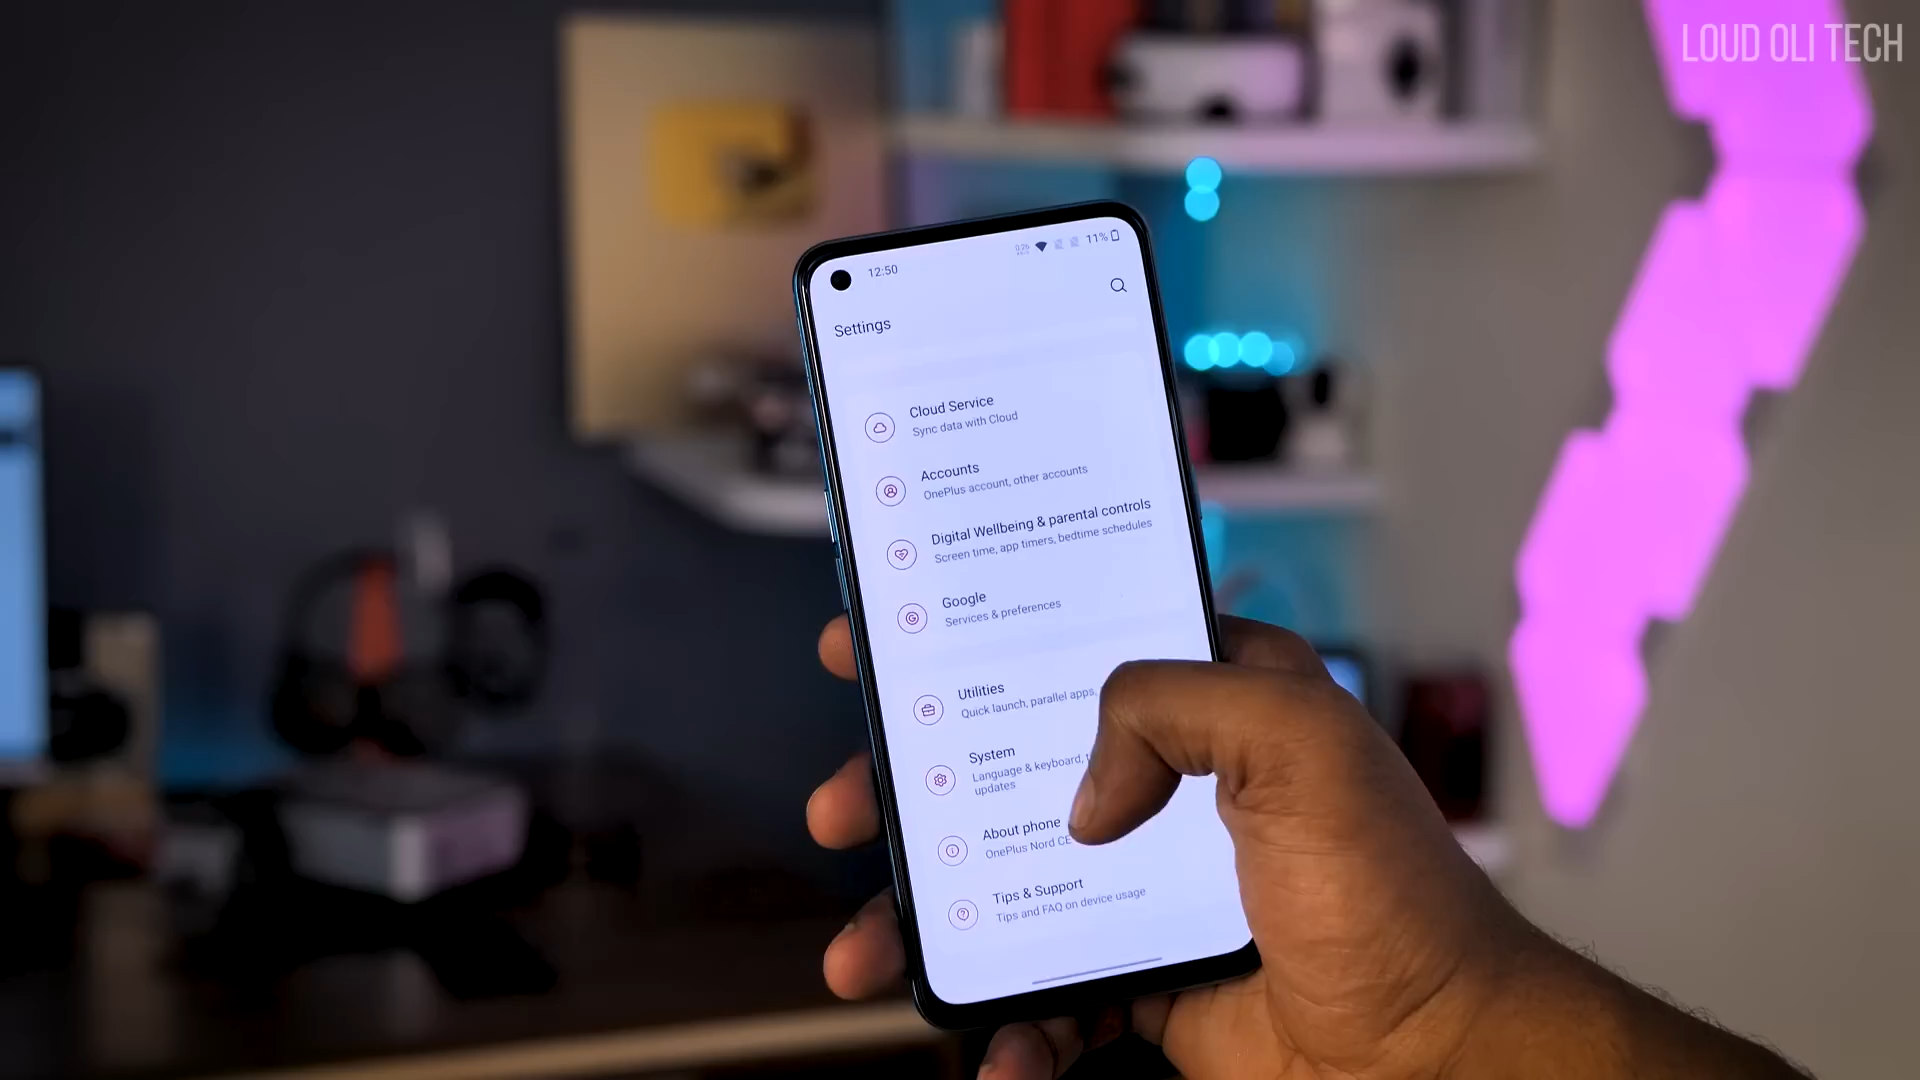 LOUD OLI TECH
12:50
11%
Settings
Cloud Service
Sync data with Cloud
Accounts
OnePlus account, other accounts
Digital Wellbeing & parental controls
Screen time, app timers, bedtime schedules
Google
Services & preferences
Utilities
Quick launch, parallel apps,
System
Language & keyboard,
updates
About phone
OnePlus Nord CE
Tips & Support
Tips and FAQ on device usage